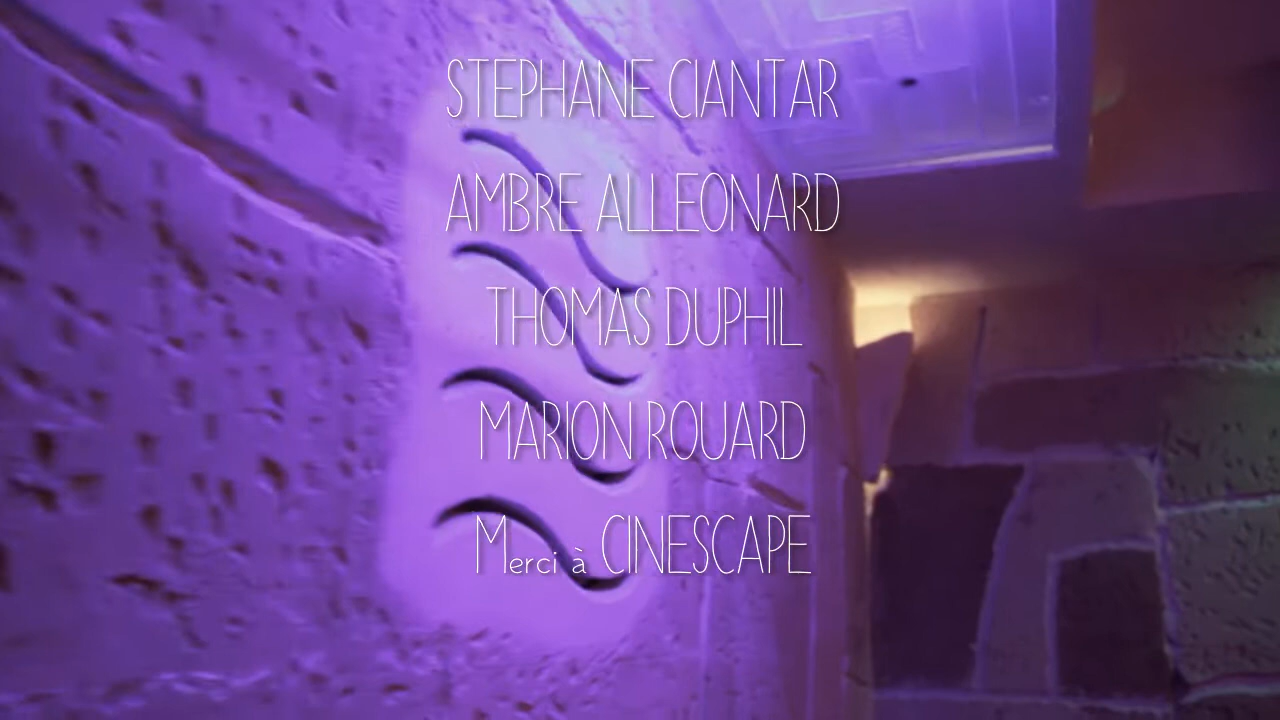 STEPHANE CIANTAR
AMBRE ALLEONARD
THOMAS DUPHIL
MARION ROUARD
Merci à CINESCAPE